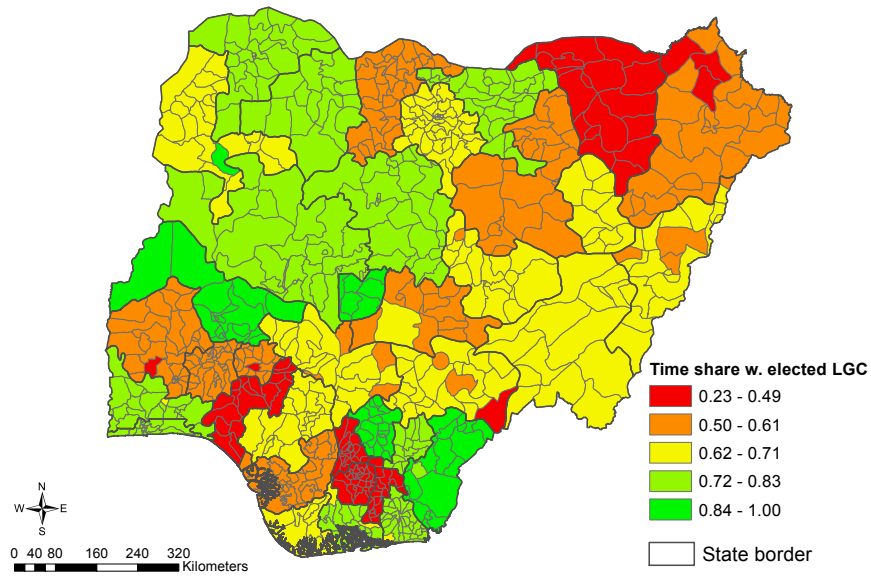 Time share w. elected LGC
0.23 - 0.49
0.50 - 0.61
0.62 - 0.71
0.72 - 0.83
0.84 - 1.00
State border
N
W E
S
0 40 80 160 240 320
Kilometers